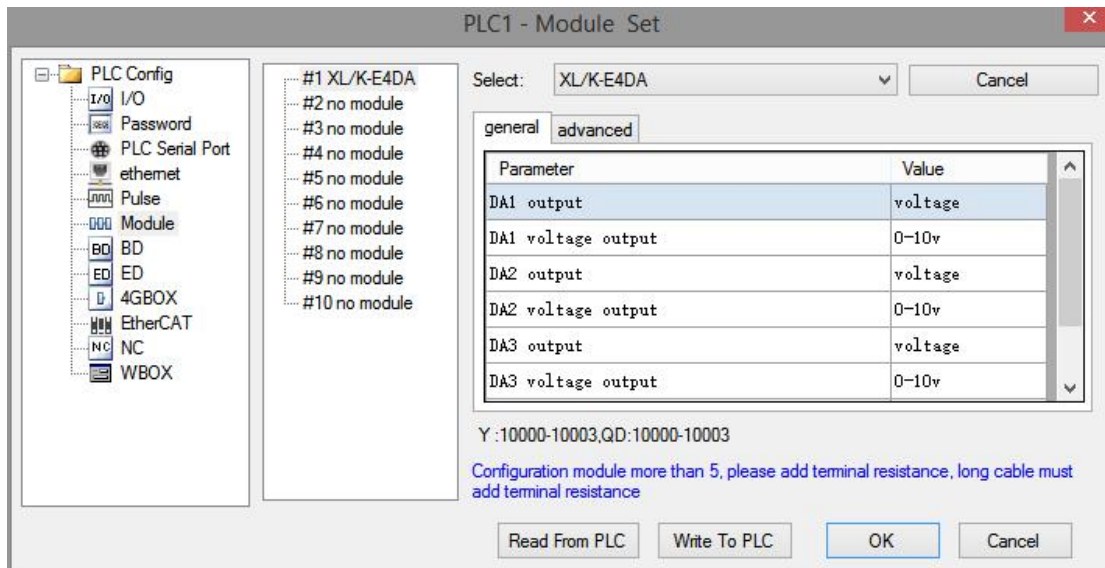 PLC1 - Module Set
PLC Config
I/O I/O
Password
PLC Serial Port
ethernet
Pulse
Module
BD BD
ED ED
4GBOX
EtherCAT
NC NC
WBOX
#1 XL/K-E4DA
#2 no module
#3 no module
#4 no module
#5 no module
#6 no module
#7 no module
#8 no module
#9 no module
#10 no module
Select: XL/K-E4DA Cancel
general advanced
Parameter Value
DA1 output voltage
DA1 voltage output 0-10v
DA2 output voltage
DA2 voltage output 0-10v
DA3 output voltage
DA3 voltage output 0-10v
Y :10000-10003,QD:10000-10003
Configuration module more than 5, please add terminal resistance, long cable must
add terminal resistance
Read From PLC Write To PLC OK Cancel